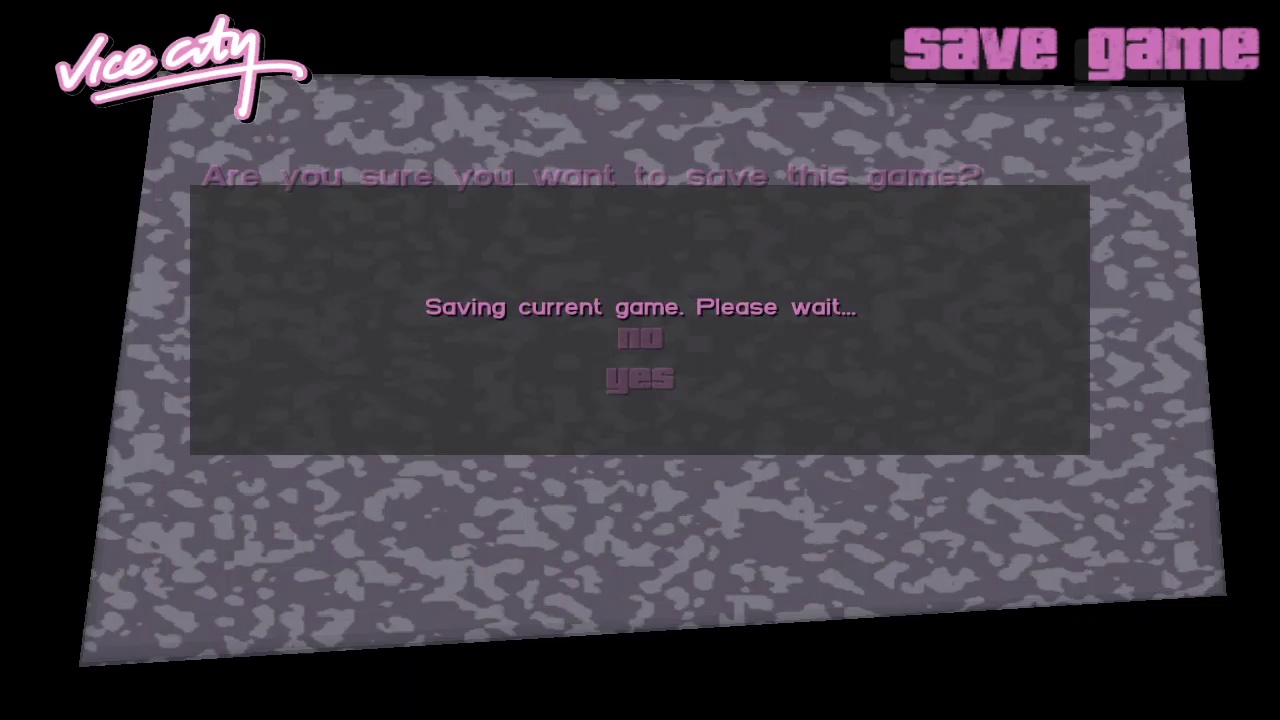 Vice City
save game
Are you sure you want to save this game?
Saving current game. Please wait...
no
yes